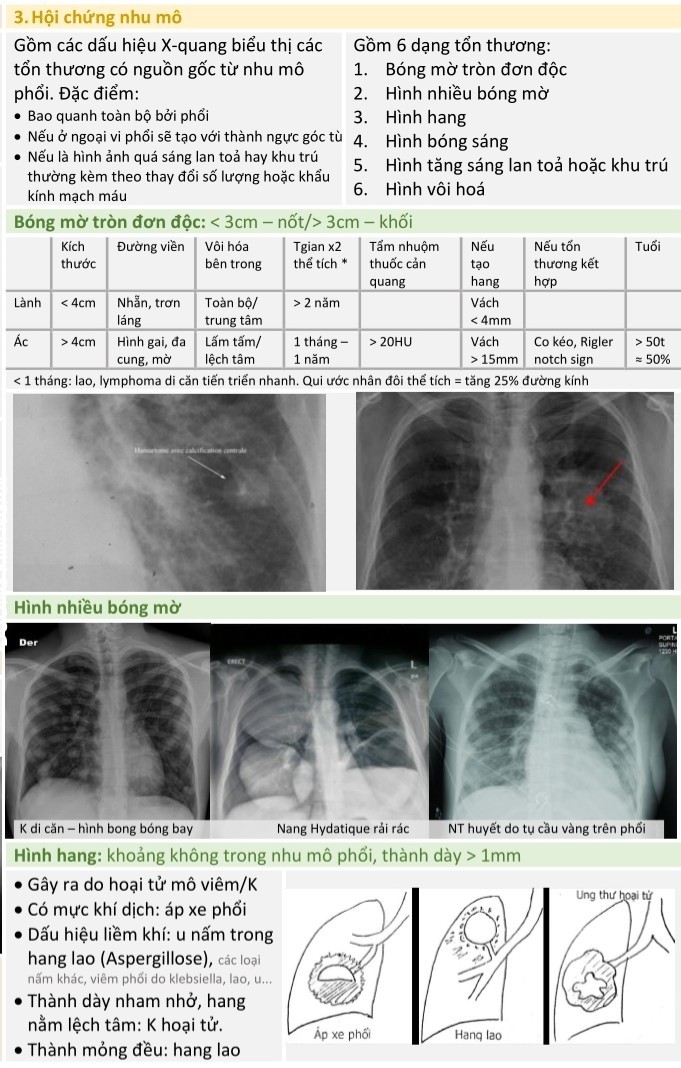 3. Hội chứng nhu mô
Gồm các dấu hiệu X-quang biểu thị các
tổn thương có nguồn gốc từ nhu mô
phổi. Đặc điểm:
• Bao quanh toàn bộ bởi phổi
• Nếu ở ngoại vi phổi sẽ tạo với thành ngực góc tù
• Nếu là hình ảnh quá sáng lan toả hay khu trú
thường kèm theo thay đổi số lượng hoặc khẩu
kính mạch máu
Gồm 6 dạng tổn thương:
1. Bóng mờ tròn đơn độc
2. Hình nhiều bóng mờ
3. Hình hang
4. Hình bóng sáng
5. Hình tăng sáng lan toả hoặc khu trú
6. Hình vôi hoá
Bóng mờ tròn đơn độc: < 3cm – nốt/> 3cm – khối
Kích thước Đường viền Vôi hóa bên trong Tgian x2 thể tích * Tẩm nhuộm thuốc cản quang Nếu tạo hang Nếu tổn thương kết hợp Tuổi
Lành < 4cm Nhẵn, trơn láng Toàn bộ/ trung tâm > 2 năm Vách < 4mm
Ác > 4cm Hình gai, đa cung, mờ Lấm tấm/ lệch tâm 1 tháng – 1 năm > 20HU Vách > 15mm Co kéo, Rigler notch sign > 50t ≈ 50%
< 1 tháng: lao, lymphoma di căn tiến triển nhanh. Qui ước nhân đôi thể tích = tăng 25% đường kính
Hamartome avec calcification centrale
Hình nhiều bóng mờ
Der
ERECT
L
L
K di căn – hình bong bóng bay
Nang Hydatique rải rác
NT huyết do tụ cầu vàng trên phổi
Hình hang: khoảng không trong nhu mô phổi, thành dày > 1mm
• Gây ra do hoại tử mô viêm/K
• Có mực khí dịch: áp xe phổi
• Dấu hiệu liềm khí: u nấm trong
hang lao (Aspergillose), các loại
nấm khác, viêm phổi do klebsiella, lao, u...
• Thành dày nham nhở, hang
nằm lệch tâm: K hoại tử.
• Thành mỏng đều: hang lao
Áp xe phổi
Hang lao
Ung thư hoại tử